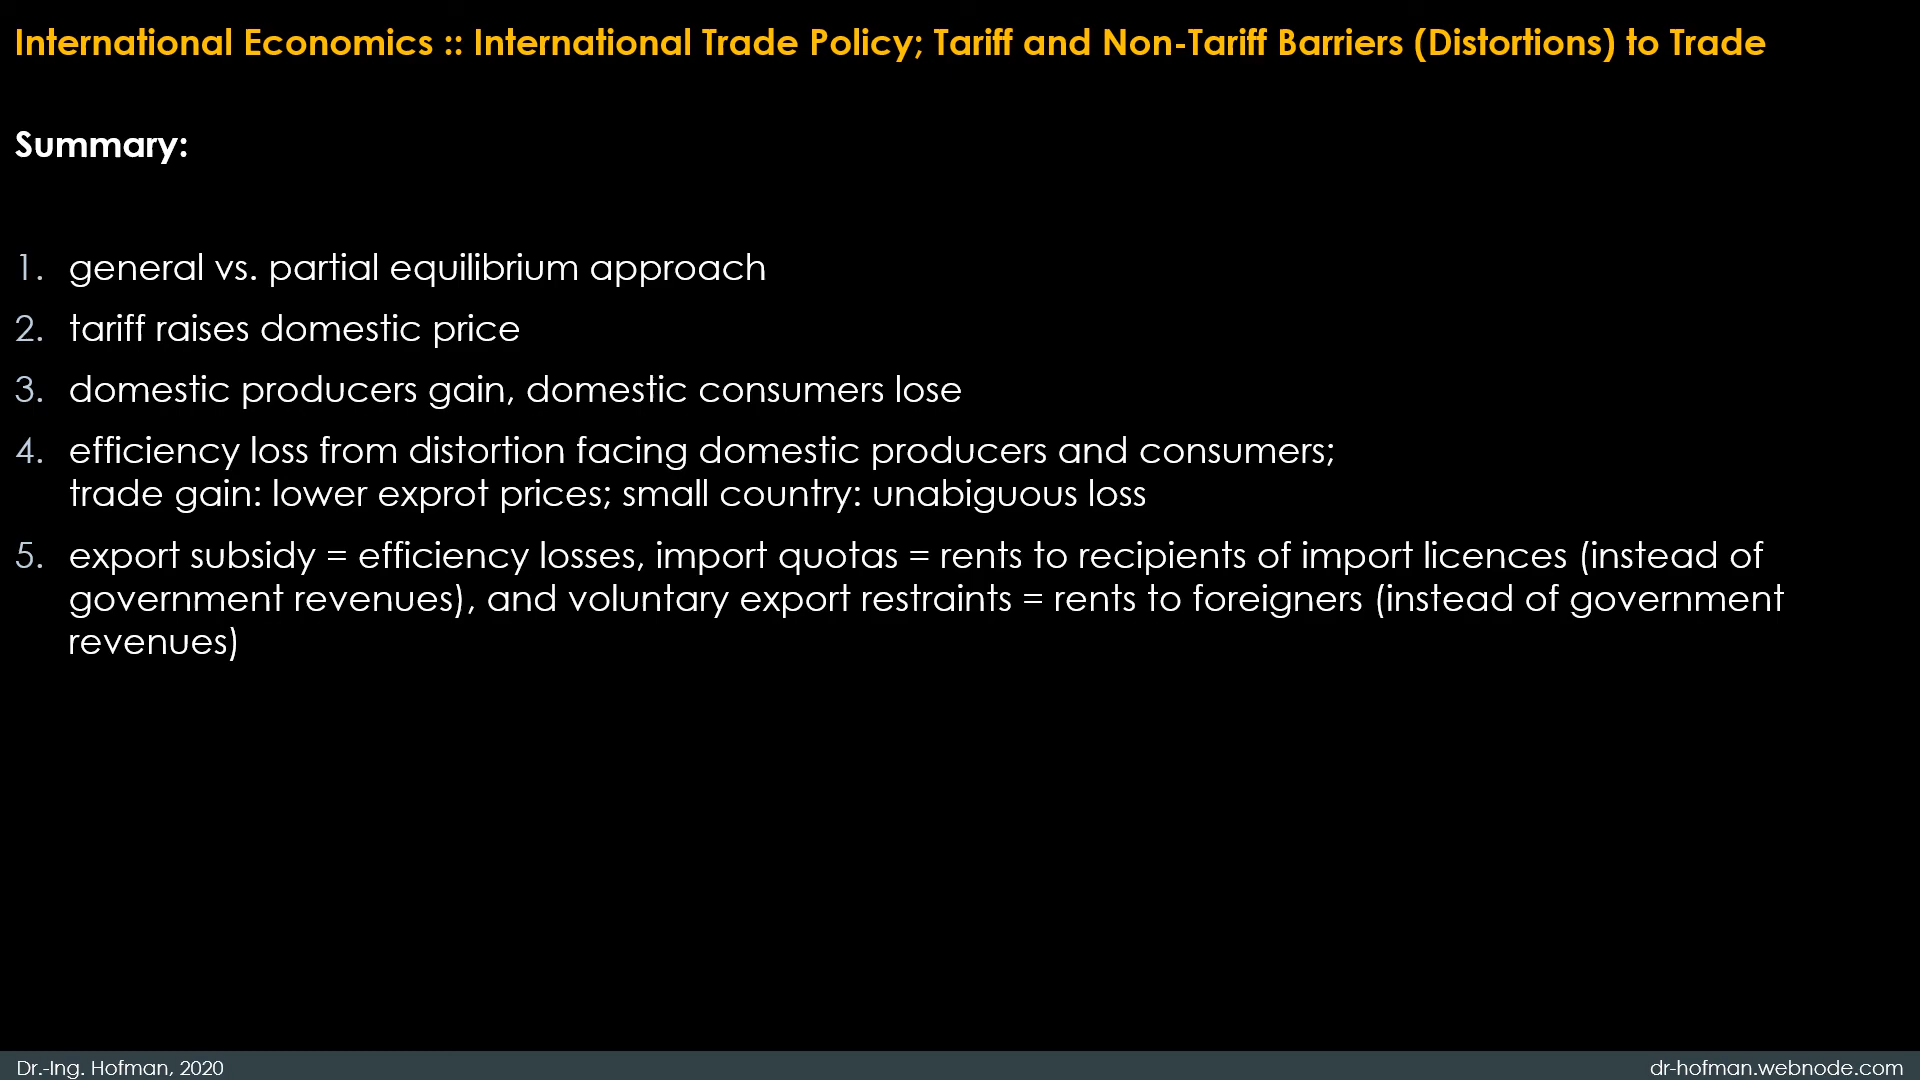 International Economics :: International Trade Policy; Tariff and Non-Tariff Barriers (Distortions) to Trade
Summary:
1. general vs. partial equilibrium approach
2. tariff raises domestic price
3. domestic producers gain, domestic consumers lose
4. efficiency loss from distortion facing domestic producers and consumers;
trade gain: lower exprot prices; small country: unabiguous loss
5. export subsidy = efficiency losses, import quotas = rents to recipients of import licences (instead of
government revenues), and voluntary export restraints = rents to foreigners (instead of government
revenues)
Dr.-Ing. Hofman, 2020
dr-hofman.webnode.com